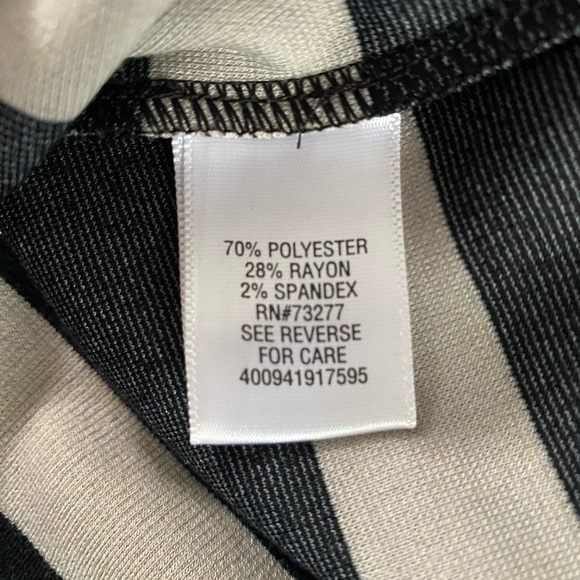 70% POLYESTER
28% RAYON
2% SPANDEX
RN#73277
SEE REVERSE
FOR CARE
400941917595